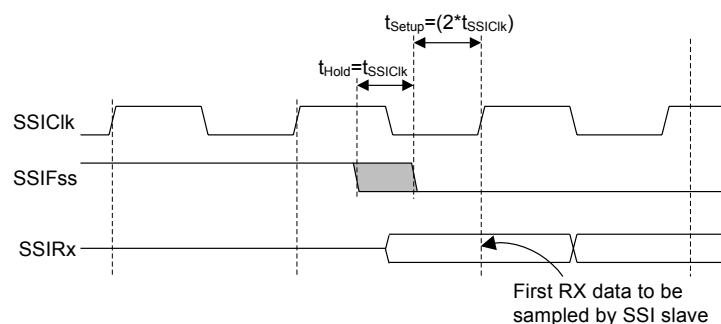 tSetup=(2*tSSIClk)
tHold=tSSIClk
SSIClk
SSIFss
SSIRx
First RX data to be
sampled by SSI slave